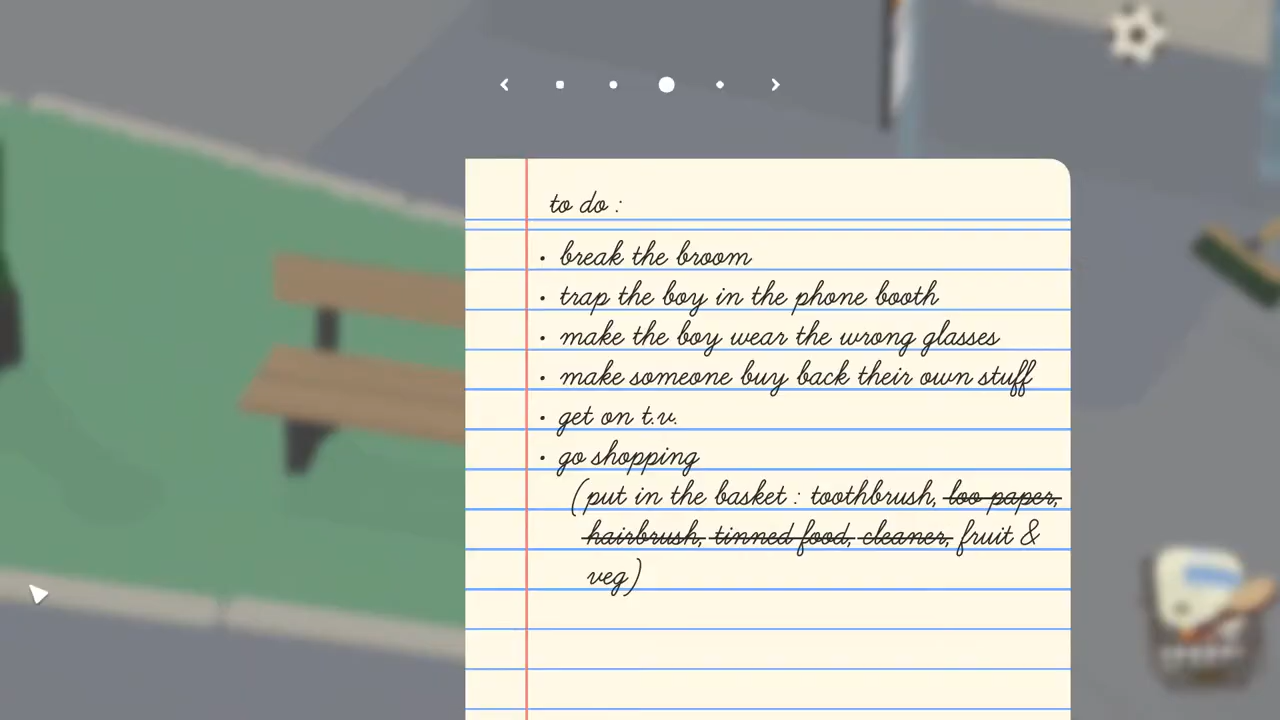 to do :
• break the broom
• trap the boy in the phone booth
• make the boy wear the wrong glasses
• make someone buy back their own stuff
• get on t.v.
• go shopping
(put in the basket : toothbrush, loo paper,
hairbrush, tinned food, cleaner, fruit &
veg)